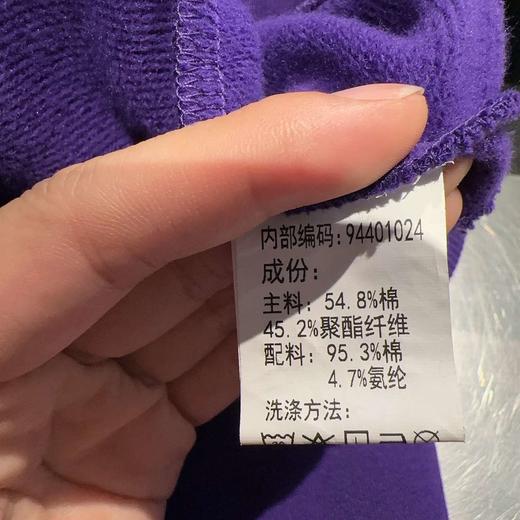 内部编码:94401024
成份:
主料: 54.8%棉
45.2%聚酯纤维
配料: 95.3%棉
4.7%氨纶
洗涤方法: